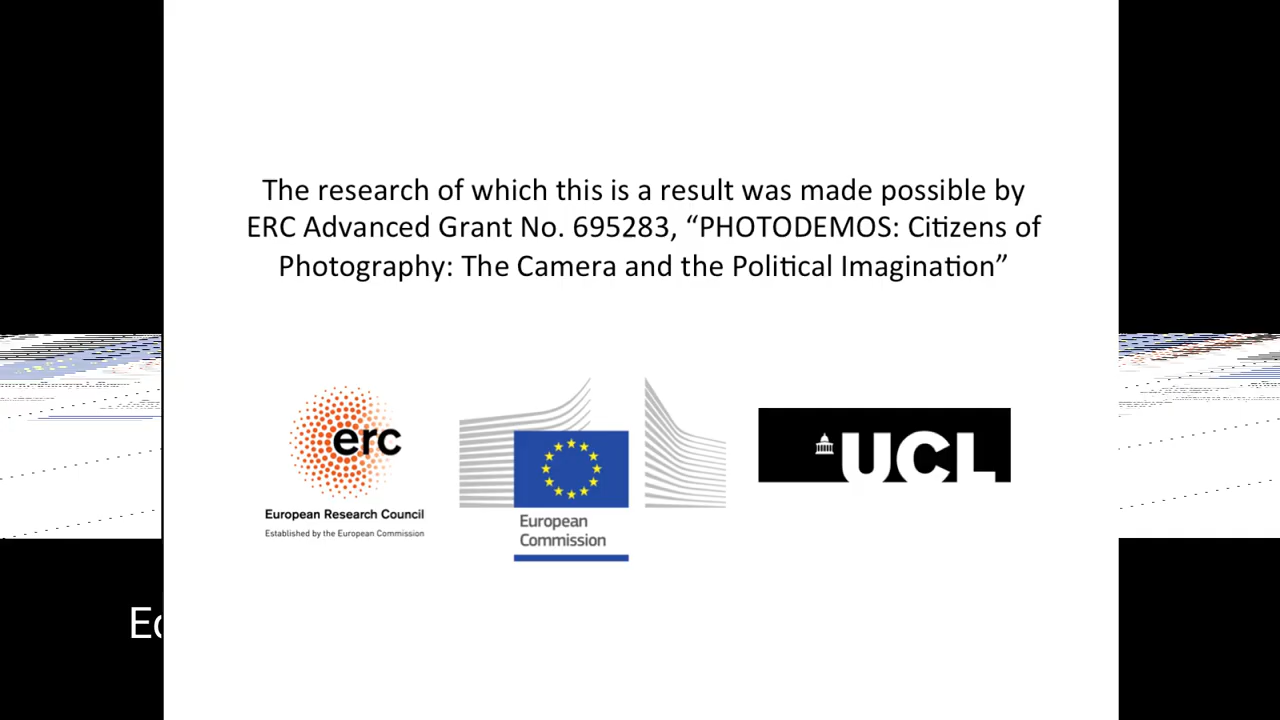 The research of which this is a result was made possible by
ERC Advanced Grant No. 695283, “PHOTODEMOS: Citizens of
Photography: The Camera and the Political Imagination”
erc
European Research Council
Established by the European Commission
European
Commission
UCL